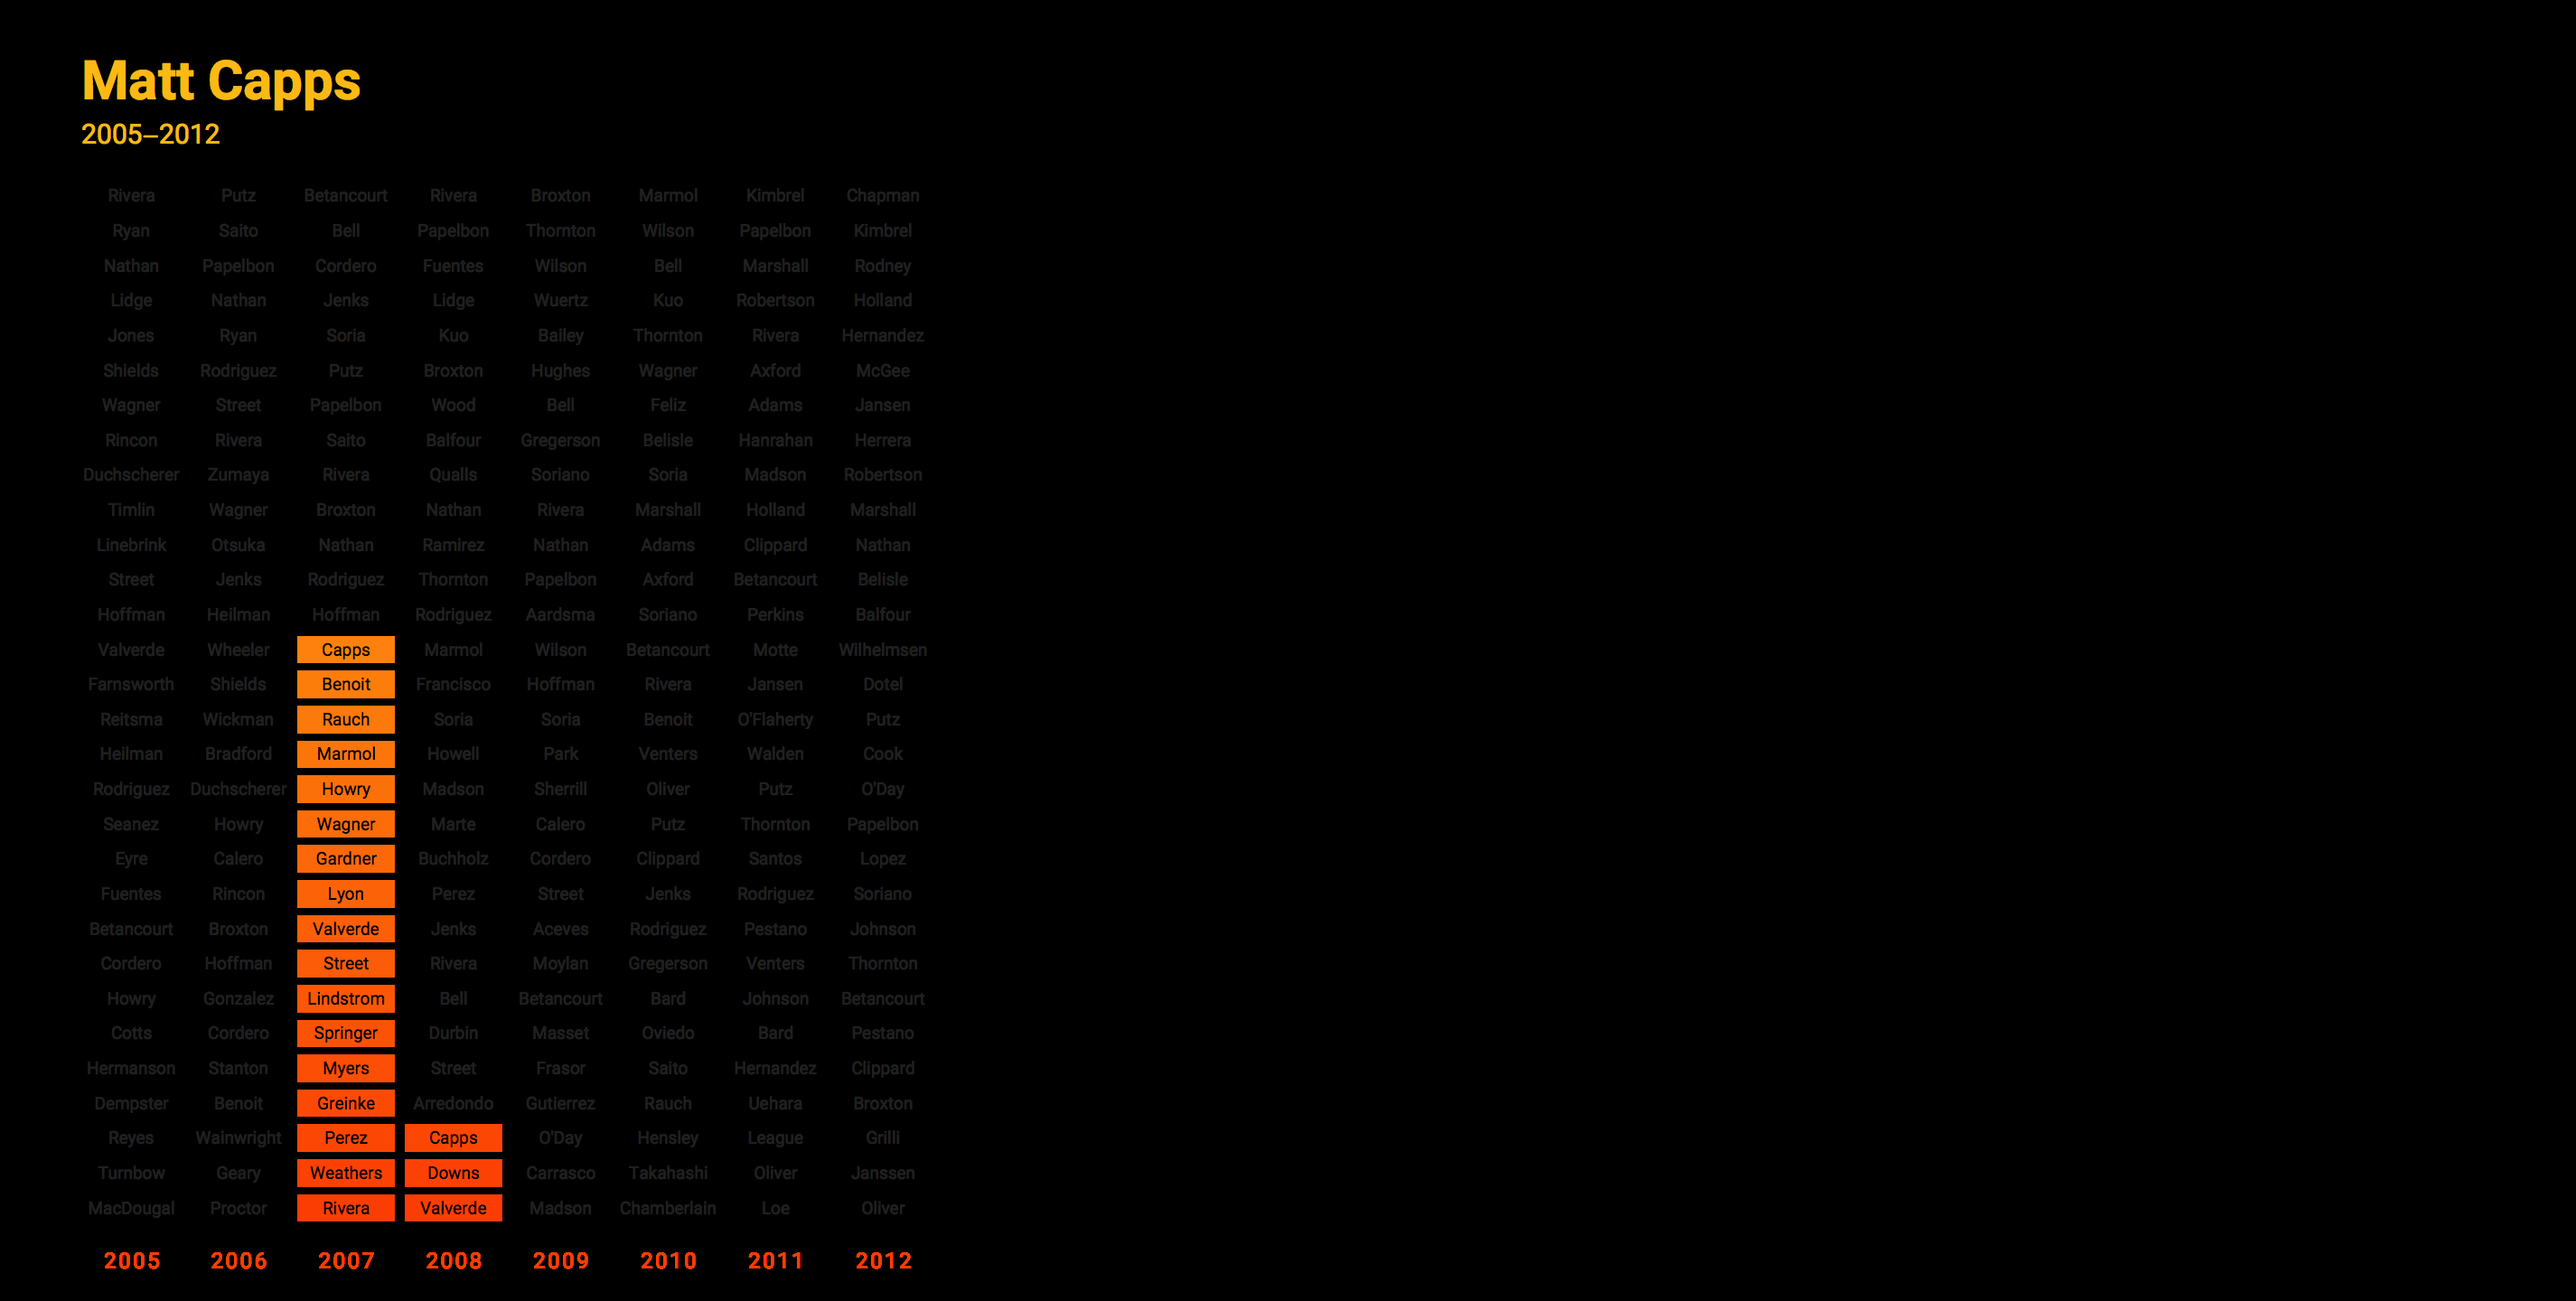 Matt Capps
2005–2012
Rivera Putz Betancourt Rivera Broxton Marmol Kimbrel Chapman
Ryan Saito Bell Papelbon Thornton Wilson Papelbon Kimbrel
Nathan Papelbon Cordero Fuentes Wilson Bell Marshall Rodney
Lidge Nathan Jenks Lidge Wuertz Kuo Robertson Holland
Jones Ryan Soria Kuo Bailey Thornton Rivera Hernandez
Shields Rodriguez Putz Broxton Hughes Wagner Axford McGee
Wagner Street Papelbon Wood Bell Feliz Adams Jansen
Rincon Rivera Saito Balfour Gregerson Belisle Hanrahan Herrera
Duchscherer Zumaya Rivera Qualls Soriano Soria Madson Robertson
Timlin Wagner Broxton Nathan Rivera Marshall Holland Marshall
Linebrink Otsuka Nathan Ramirez Nathan Adams Clippard Nathan
Street Jenks Rodriguez Thornton Papelbon Axford Betancourt Belisle
Hoffman Heilman Hoffman Rodriguez Aardsma Soriano Perkins Balfour
Valverde Wheeler Capps Marmol Wilson Betancourt Motte Wilhelmsen
Farnsworth Shields Benoit Francisco Hoffman Rivera Jansen Dotel
Reitsma Wickman Rauch Soria Soria Benoit O'Flaherty Putz
Heilman Bradford Marmol Howell Park Venters Walden Cook
Rodriguez Duchscherer Howry Madson Sherrill Oliver Putz O'Day
Seanez Howry Wagner Marte Calero Putz Thornton Papelbon
Eyre Calero Gardner Buchholz Cordero Clippard Santos Lopez
Fuentes Rincon Lyon Perez Street Jenks Rodriguez Soriano
Betancourt Broxton Valverde Jenks Aceves Rodriguez Pestano Johnson
Cordero Hoffman Street Rivera Moylan Gregerson Venters Thornton
Howry Gonzalez Lindstrom Bell Betancourt Bard Johnson Betancourt
Cotts Cordero Springer Durbin Masset Oviedo Bard Pestano
Hermanson Stanton Myers Street Frasor Saito Hernandez Clippard
Dempster Benoit Greinke Arredondo Gutierrez Rauch Uehara Broxton
Reyes Wainwright Perez Capps O'Day Hensley League Grilli
Turnbow Geary Weathers Downs Carrasco Takahashi Oliver Janssen
MacDougal Proctor Rivera Valverde Madson Chamberlain Loe Oliver
2005 2006 2007 2008 2009 2010 2011 2012